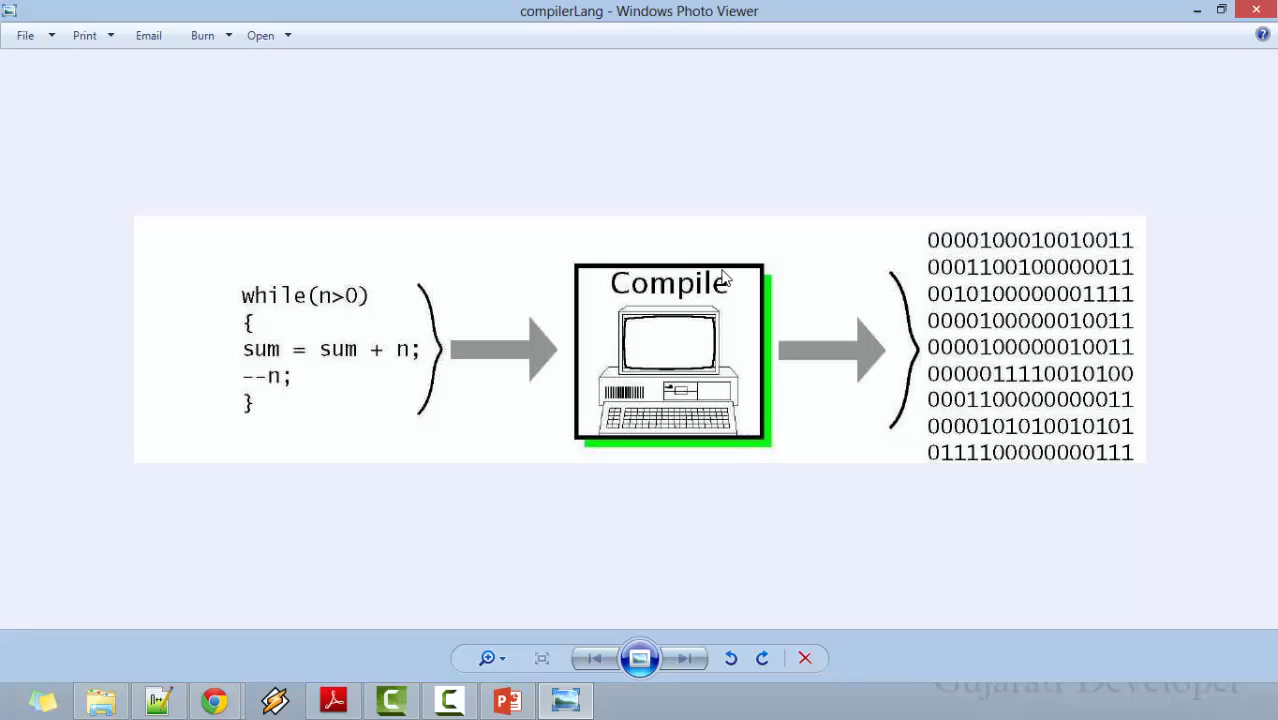 compilerLang - Windows Photo Viewer
File Print Email Burn Open
while(n>0)
{
sum = sum + n;
--n;
}
Compile
0000100010010011
0001100100000011
0010100000001111
0000100000010011
0000100000010011
0000011110010100
0001100000000011
0000101010010101
0111100000000111
Gujarati Developer